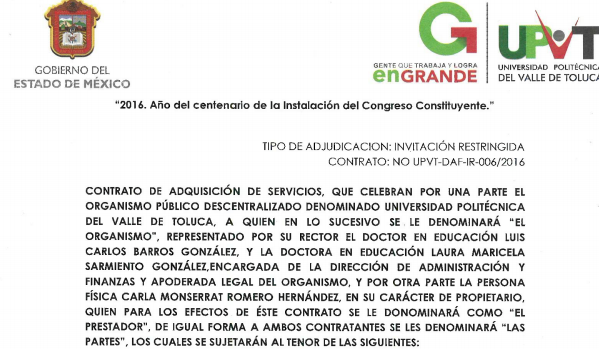 GOBIERNO DEL
ESTADO DE MÉXICO
GENTE QUE TRABAJA Y LOGRA
enGRANDE
UPVT
UNIVERSIDAD POLITÉCNICA
DEL VALLE DE TOLUCA
"2016. Año del centenario de la Instalación del Congreso Constituyente."
TIPO DE ADJUDICACION: INVITACIÓN RESTRINGIDA
CONTRATO: NO UPVT-DAF-IR-006/2016
CONTRATO DE ADQUISICIÓN DE SERVICIOS, QUE CELEBRAN POR UNA PARTE EL
ORGANISMO PÚBLICO DESCENTRALIZADO DENOMINADO UNIVERSIDAD POLITÉCNICA
DEL VALLE DE TOLUCA, A QUIEN EN LO SUCESIVO SE LE DENOMINARÁ "EL
ORGANISMO", REPRESENTADO POR SU RECTOR EL DOCTOR EN EDUCACIÓN LUIS
CARLOS BARROS GONZÁLEZ, Y LA DOCTORA EN EDUCACIÓN LAURA MARICELA
SARMIENTO GONZÁLEZ,ENCARGADA DE LA DIRECCIÓN DE ADMINISTRACIÓN Y
FINANZAS Y APODERADA LEGAL DEL ORGANISMO, Y POR OTRA PARTE LA PERSONA
FÍSICA CARLA MONSERRAT ROMERO HERNÁNDEZ, EN SU CARÁCTER DE PROPIETARIO,
QUIEN PARA LOS EFECTOS DE ÉSTE CONTRATO SE LE DONOMINARÁ COMO "EL
PRESTADOR", DE IGUAL FORMA A AMBOS CONTRATANTES SE LES DENOMINARÁ "LAS
PARTES", LOS CUALES SE SUJETARÁN AL TENOR DE LAS SIGUIENTES: